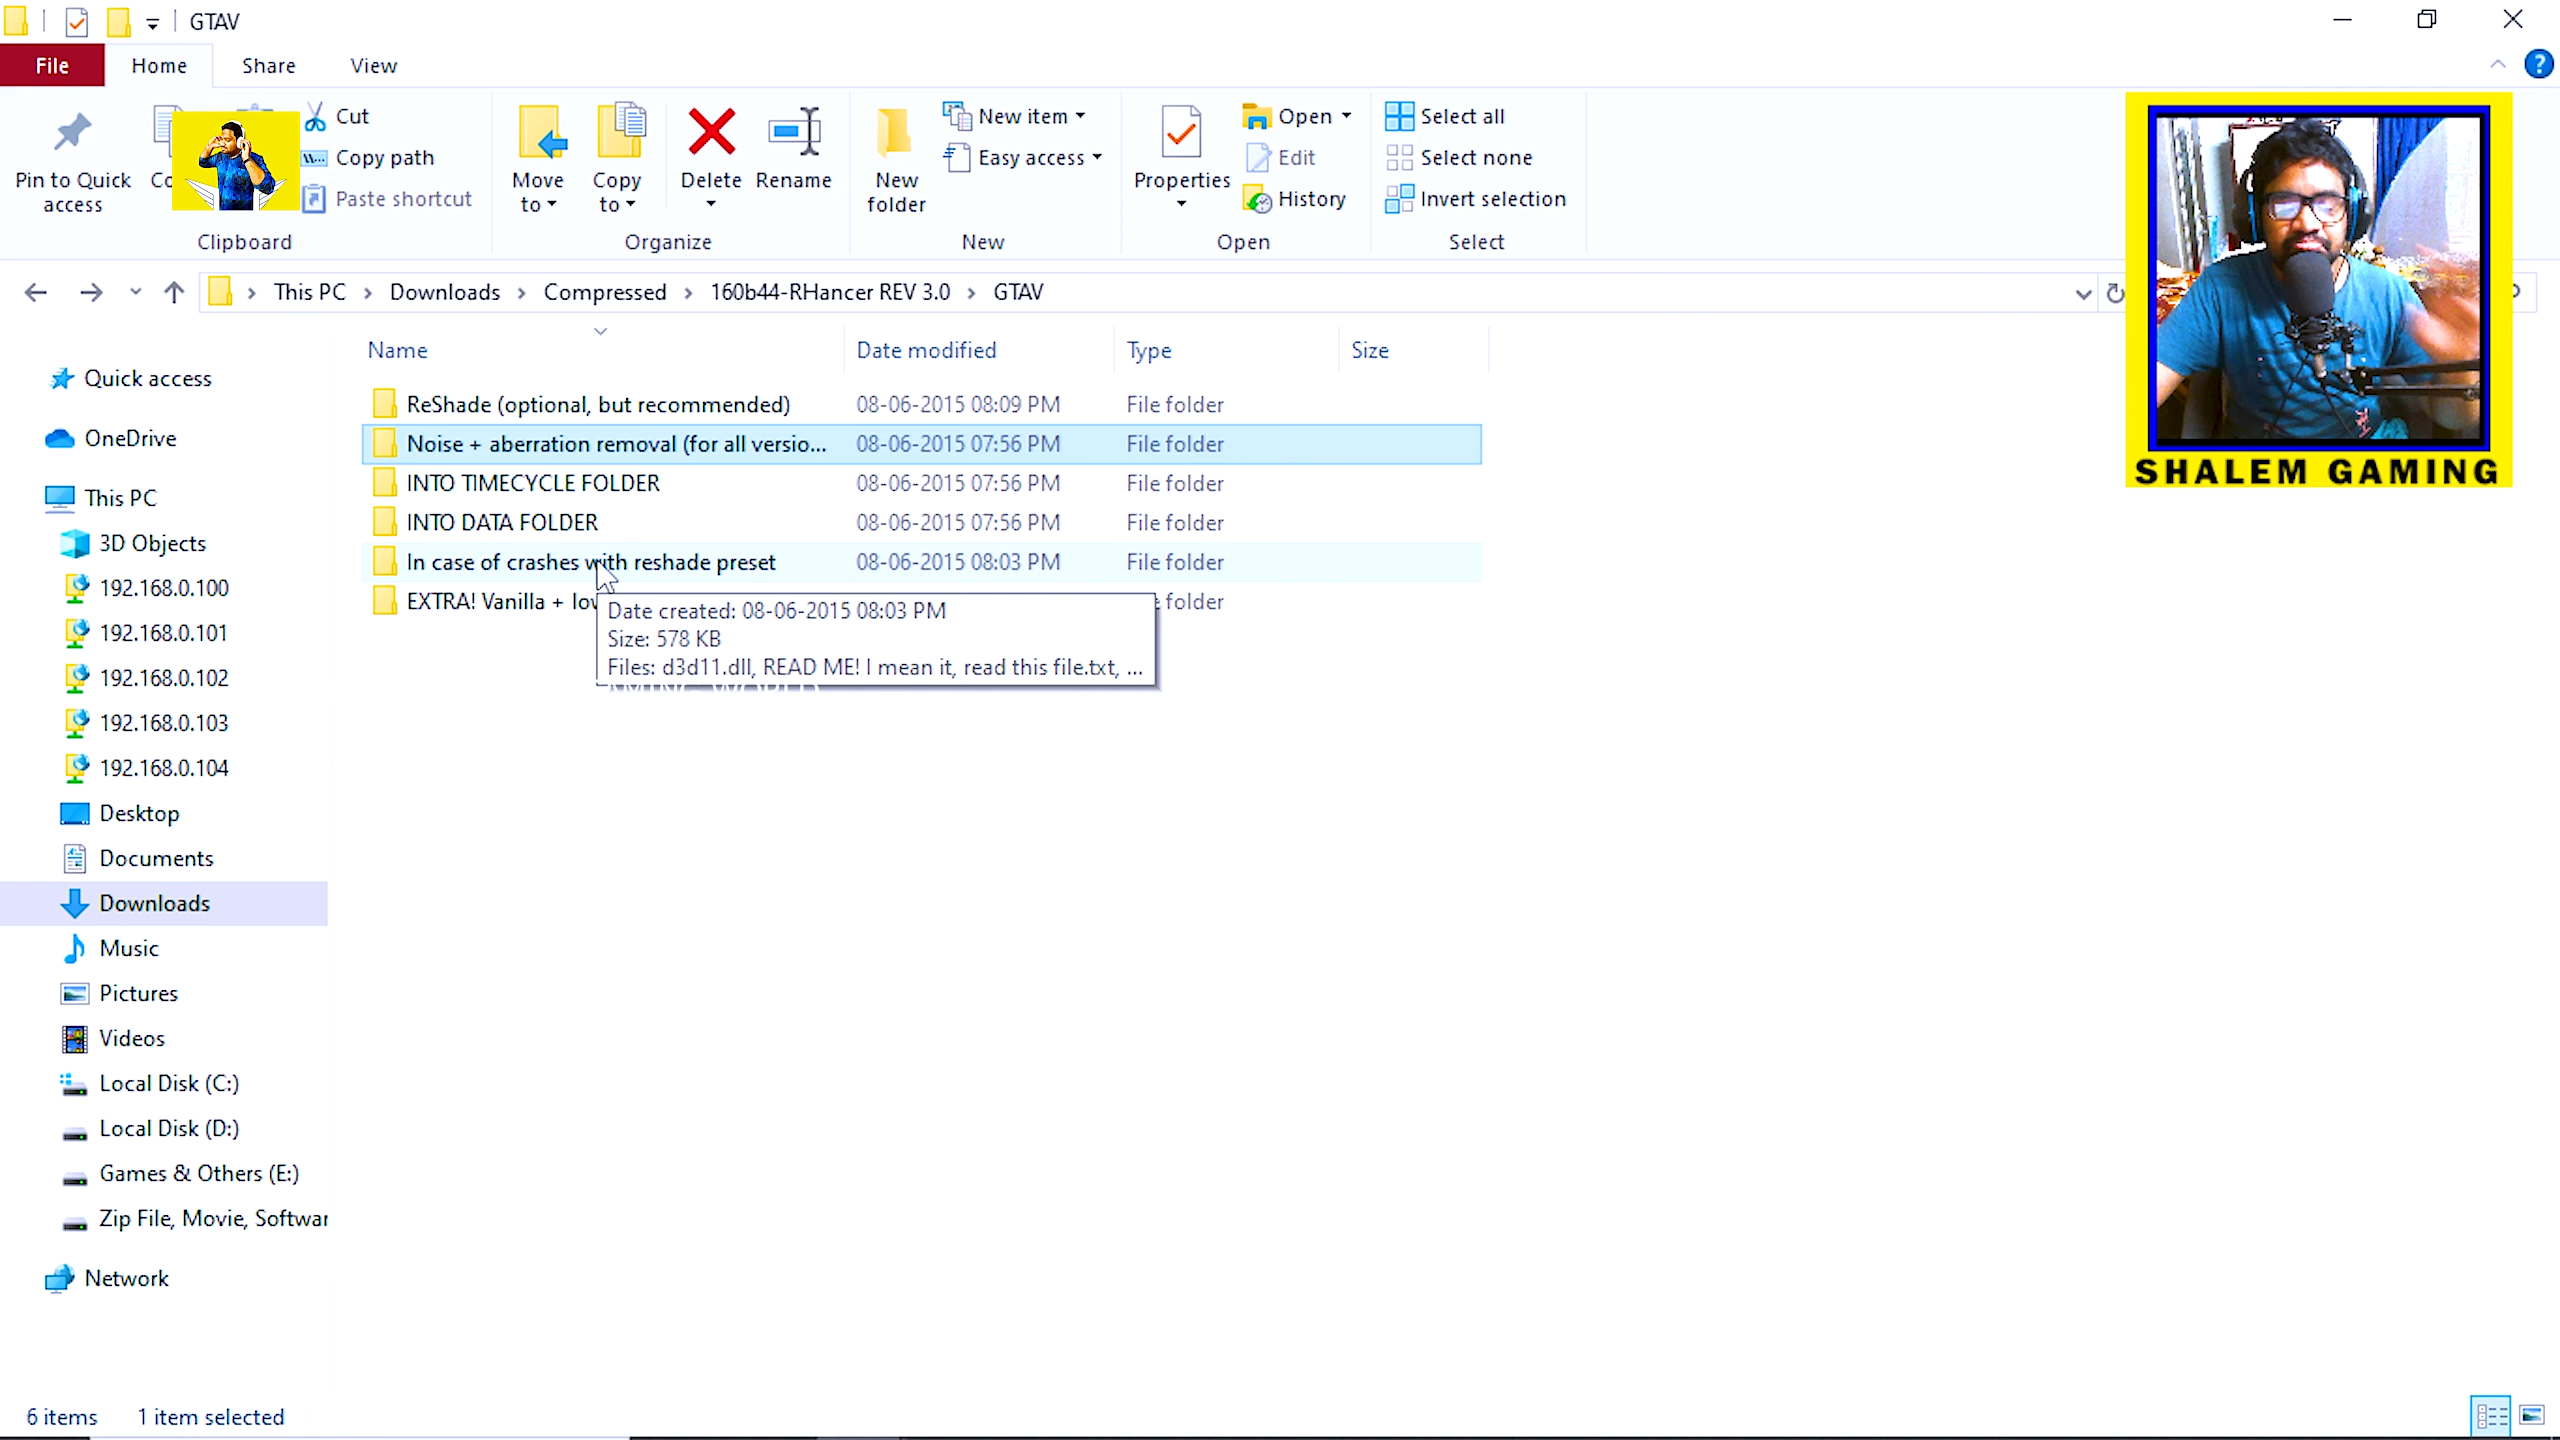 GTAV
File Home Share View
Pin to Quick access
Cut
Copy path
Paste shortcut
Clipboard
Move to
Copy to
Delete
Rename
Organize
New folder
New item
Easy access
New
Properties
Open
Edit
History
Open
Select all
Select none
Invert selection
Select
This PC > Downloads > Compressed > 160b44-RHancer REV 3.0 > GTAV
Name Date modified Type Size
ReShade (optional, but recommended) 08-06-2015 08:09 PM File folder
Noise + aberration removal (for all versio... 08-06-2015 07:56 PM File folder
INTO TIMECYCLE FOLDER 08-06-2015 07:56 PM File folder
INTO DATA FOLDER 08-06-2015 07:56 PM File folder
In case of crashes with reshade preset 08-06-2015 08:03 PM File folder
EXTRA! Vanilla + folder
Date created: 08-06-2015 08:03 PM
Size: 578 KB
Files: d3d11.dll, READ ME! I mean it, read this file.txt, ...
Quick access
OneDrive
This PC
3D Objects
192.168.0.100
192.168.0.101
192.168.0.102
192.168.0.103
192.168.0.104
Desktop
Documents
Downloads
Music
Pictures
Videos
Local Disk (C:)
Local Disk (D:)
Games & Others (E:)
Zip File, Movie, Softwar
Network
SHALEM GAMING
6 items 1 item selected